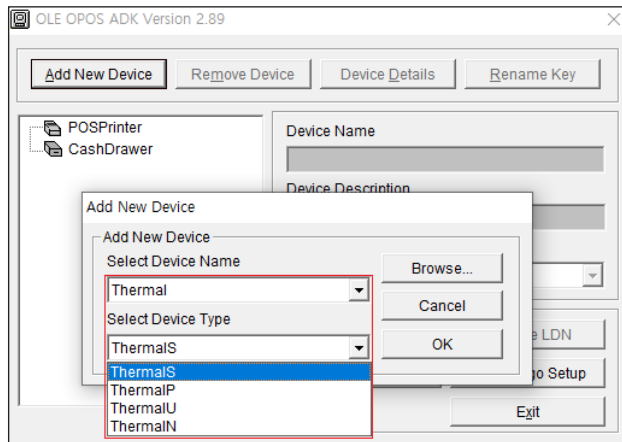 OLE OPOS ADK Version 2.89
Add New Device
Remove Device
Device Details
Rename Key
POSPrinter
CashDrawer
Device Name
Device Description
Add New Device
Add New Device
Select Device Name
Thermal
Select Device Type
ThermalS
ThermalS
ThermalP
ThermalU
ThermalN
Browse...
Cancel
OK
LDN
Setup
Exit